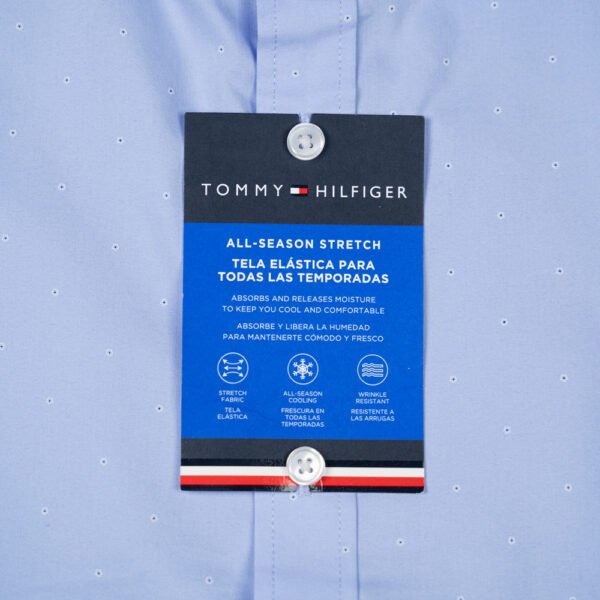 TOMMY HILFIGER
ALL-SEASON STRETCH
TELA ELÁSTICA PARA
TODAS LAS TEMPORADAS
ABSORBS AND RELEASES MOISTURE
TO KEEP YOU COOL AND COMFORTABLE
ABSORBE Y LIBERA LA HUMEDAD
PARA MANTENERTE CÓMODO Y FRESCO
STRETCH
FABRIC
TELA
ELÁSTICA
ALL-SEASON
COOLING
FRESCURA EN
TODAS LAS
TEMPORADAS
WRINKLE
RESISTANT
RESISTENTE A
LAS ARRUGAS